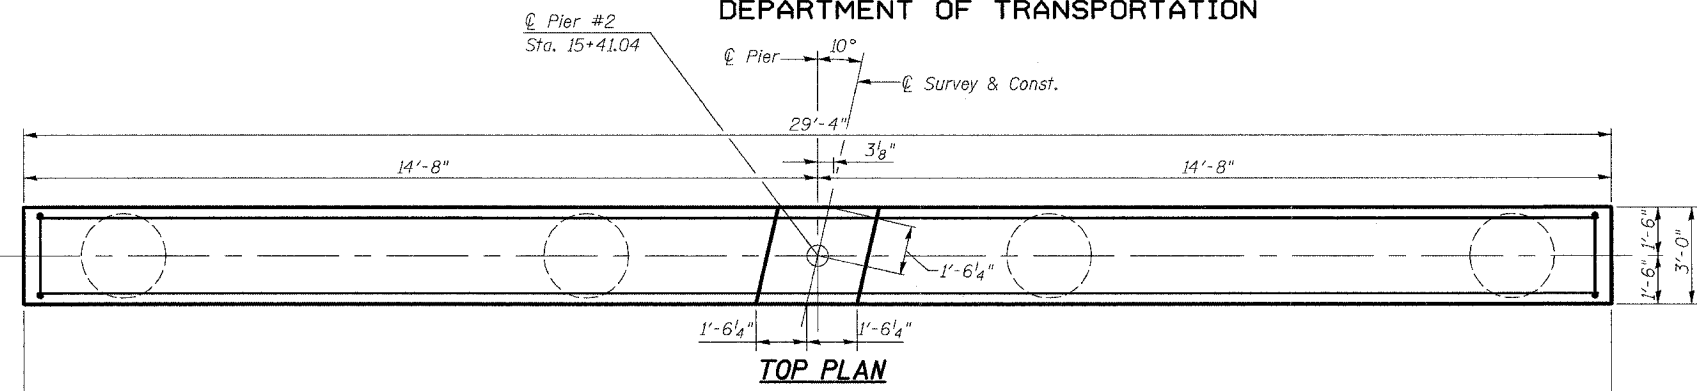 DEPARTMENT OF TRANSPORTATION
℄ Pier #2
Sta. 15+41.04
℄ Pier
10°
℄ Survey & Const.
29'-4"
3⅛"
14'-8"
14'-8"
1'-6"
1'-6"
3'-0"
1'-6¼"
1'-6¼"
1'-6¼"
TOP PLAN